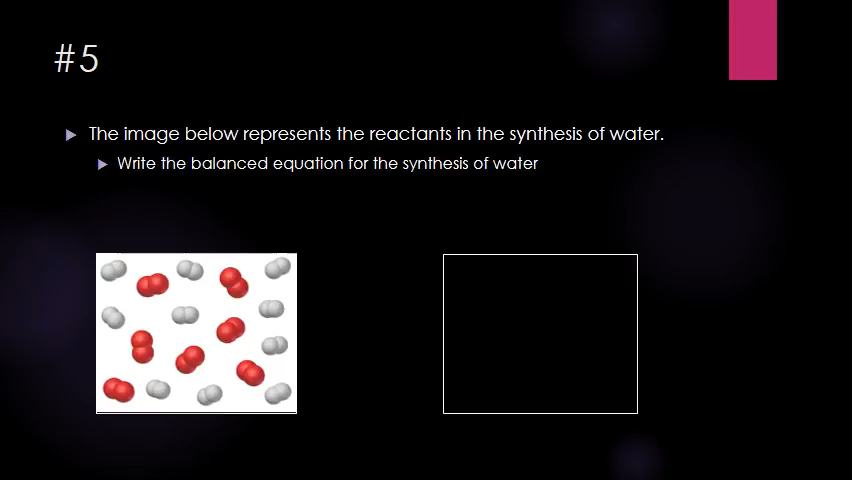 #5
The image below represents the reactants in the synthesis of water.
Write the balanced equation for the synthesis of water